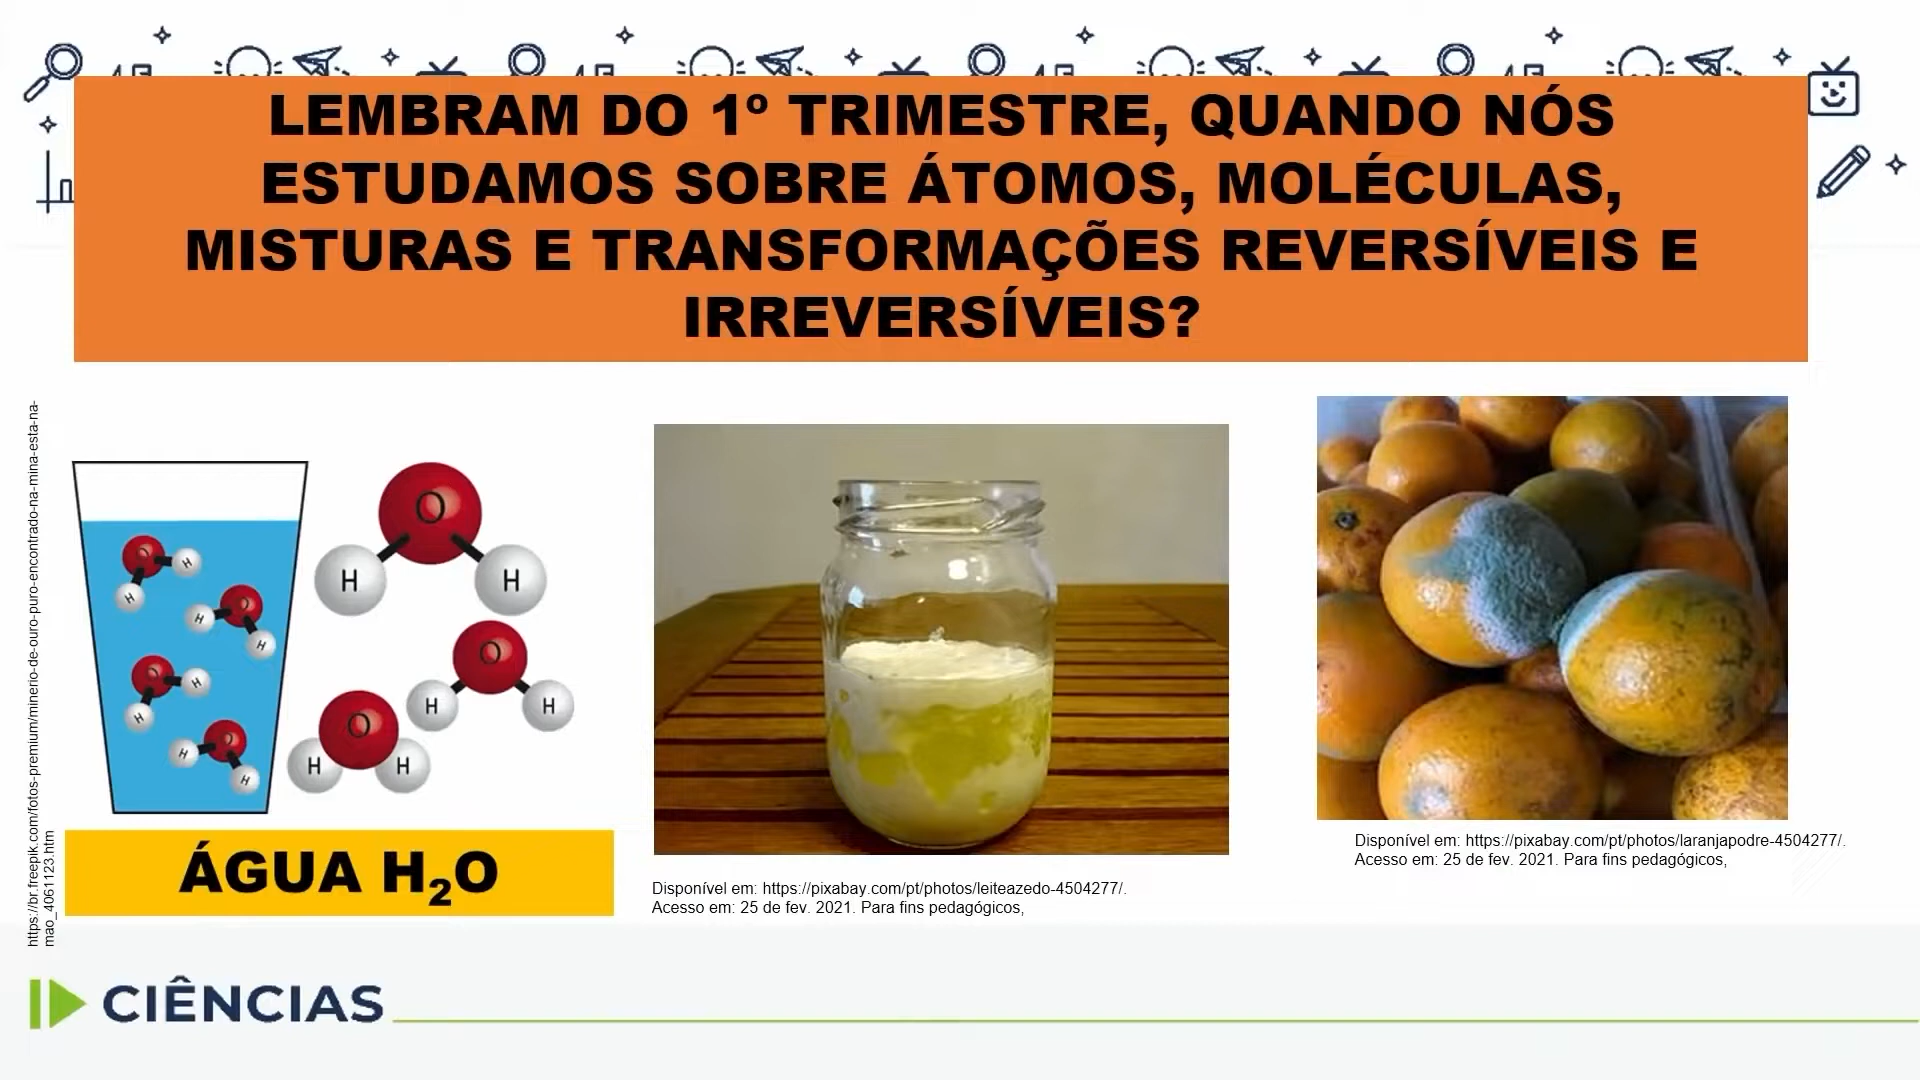 LEMBRAM DO 1º TRIMESTRE, QUANDO NÓS
ESTUDAMOS SOBRE ÁTOMOS, MOLÉCULAS,
MISTURAS E TRANSFORMAÇÕES REVERSÍVEIS E
IRREVERSÍVEIS?
https://br.freepik.com/fotos-premium/minerio-de-ouro-puro-encontrado-na-mina-esta-na-
mao_4061123.htm
O
H
H
O
H
H
O
H
H
O
H
H
O
H
H
O
H
H
O
H
H
ÁGUA H₂O
Disponível em: https://pixabay.com/pt/photos/leiteazedo-4504277/.
Acesso em: 25 de fev. 2021. Para fins pedagógicos,
Disponível em: https://pixabay.com/pt/photos/laranjapodre-4504277/.
Acesso em: 25 de fev. 2021. Para fins pedagógicos,
CIÊNCIAS